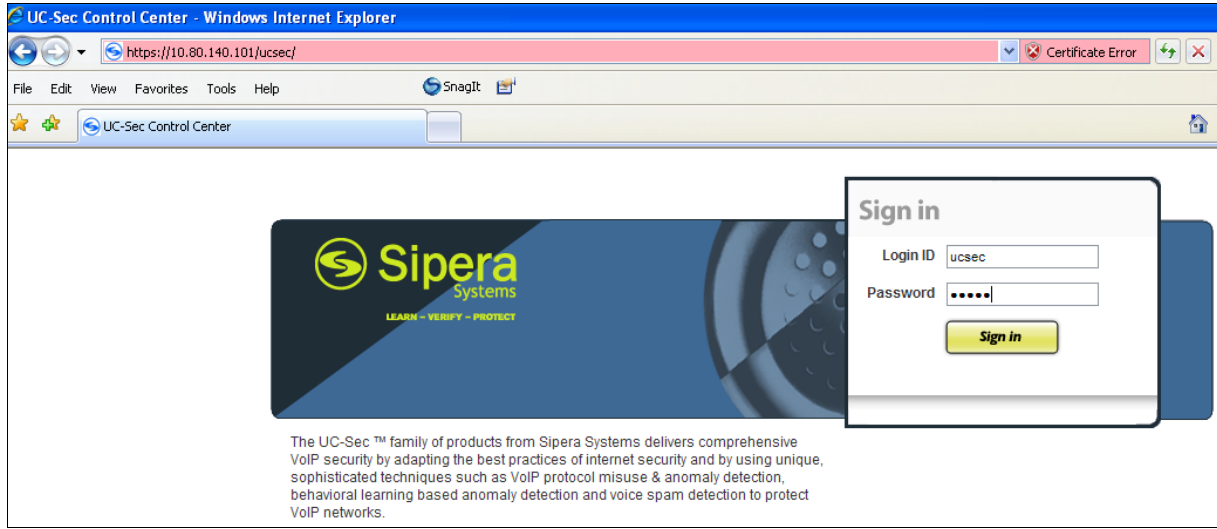 UC-Sec Control Center - Windows Internet Explorer
https://10.80.140.101/ucsec/
Certificate Error
File Edit View Favorites Tools Help
SnagIt
UC-Sec Control Center
Sign in
Login ID ucsec
Password •••••
Sign in
Sipera
Systems
LEARN – VERIFY – PROTECT
The UC-Sec ™ family of products from Sipera Systems delivers comprehensive
VoIP security by adapting the best practices of internet security and by using unique,
sophisticated techniques such as VoIP protocol misuse & anomaly detection,
behavioral learning based anomaly detection and voice spam detection to protect
VoIP networks.